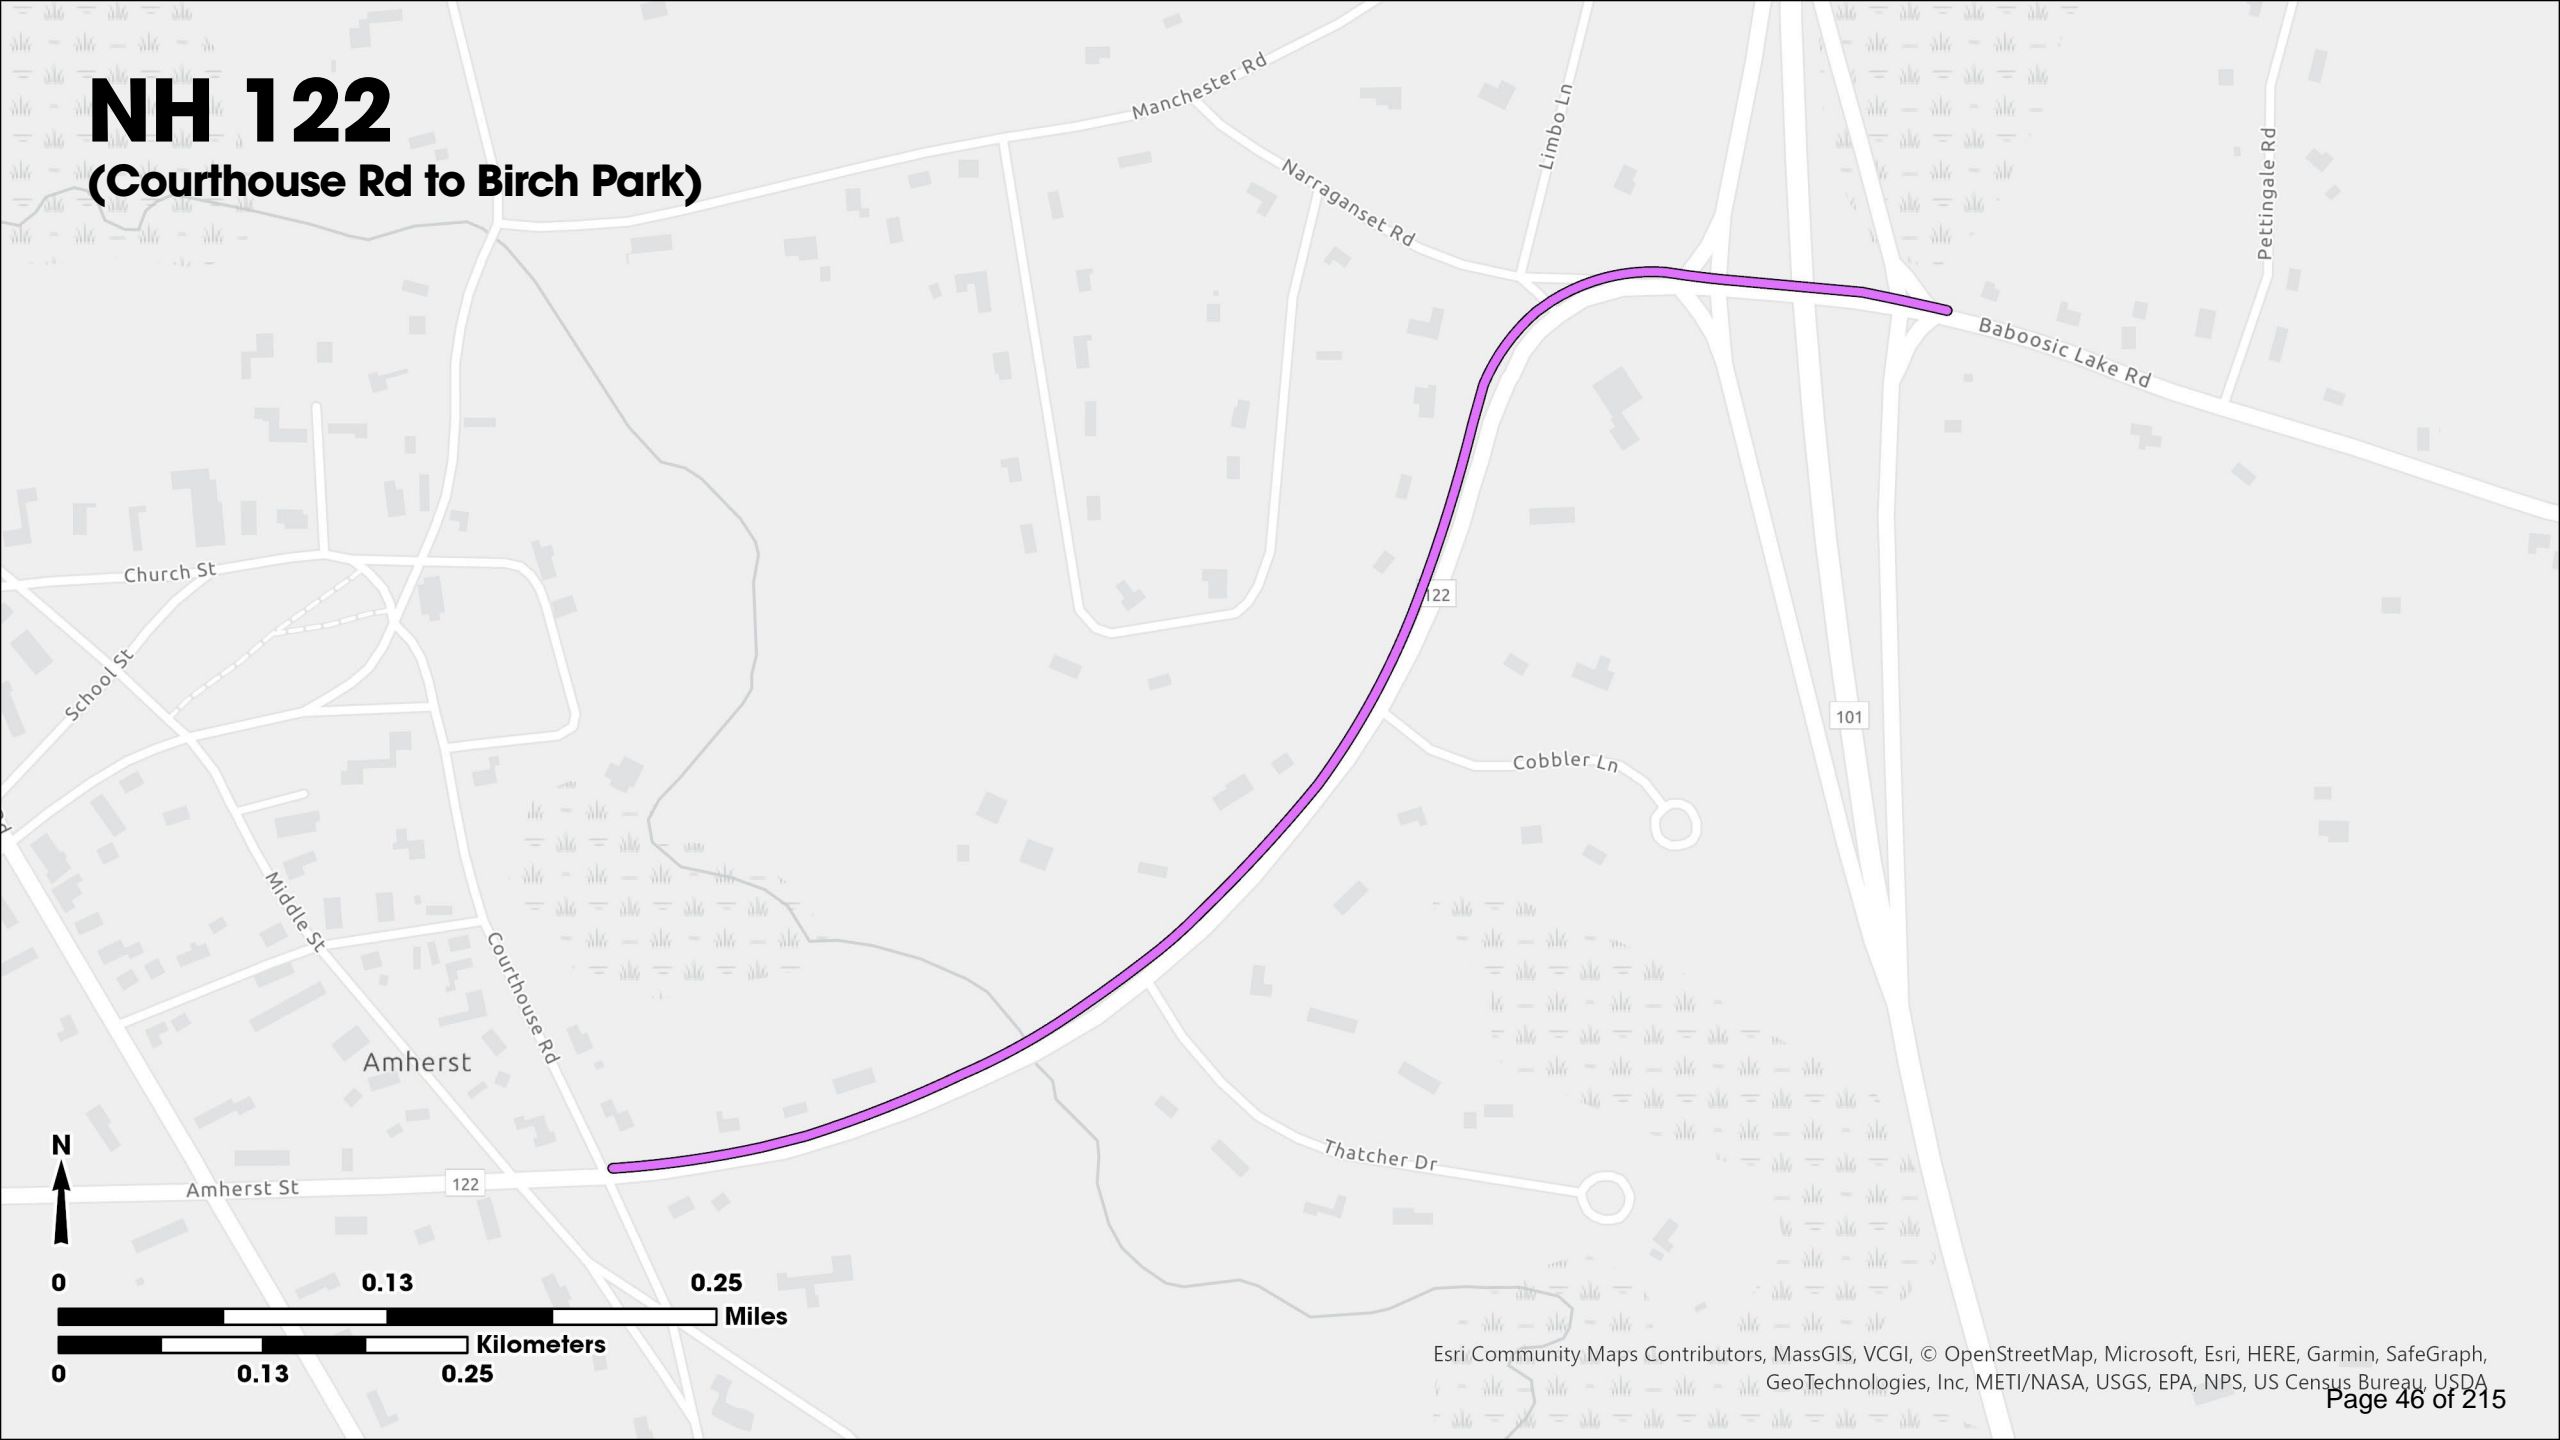 NH 122
(Courthouse Rd to Birch Park)
Manchester Rd
Limbo Ln
Narraganset Rd
Pettingale Rd
Baboosic Lake Rd
Church St
122
School St
101
Cobbler Ln
Middle St
Courthouse Rd
Amherst
Thatcher Dr
N
Amherst St
122
0 0.13 0.25
Miles
Kilometers
0 0.13 0.25
Esri Community Maps Contributors, MassGIS, VCGI, © OpenStreetMap, Microsoft, Esri, HERE, Garmin, SafeGraph,
GeoTechnologies, Inc, METI/NASA, USGS, EPA, NPS, US Census Bureau, USDA
Page 46 of 215